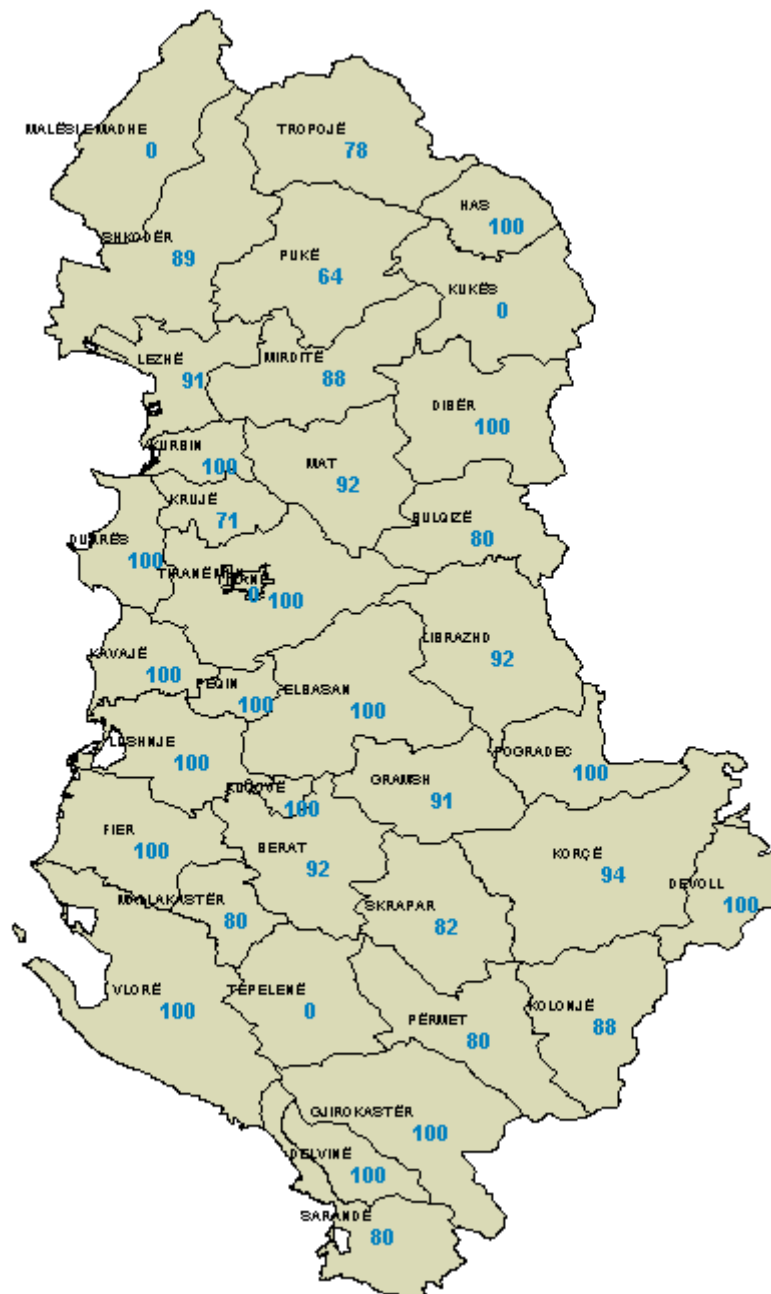 MALËSI E MADHE
0
TROPOJË
78
HAS
100
SHKODËR
89
PUKË
64
KUKËS
0
LEZHË
91
MIRDITË
88
DIBËR
100
KURBIN
100
MAT
92
KRUJË
71
BULQIZË
80
DURRËS
100
0
100
LIBRAZHD
92
KAVAJË
100
PEQIN
100
ELBASAN
100
LUSHNJE
100
POGRADEC
100
KUÇOVË
100
GRAMSH
91
FIER
100
BERAT
92
KORÇË
94
DEVOLL
100
MALLAKASTËR
80
SKRAPAR
82
VLORË
100
TEPELENË
0
PËRMET
80
KOLONJË
88
GJIROKASTËR
100
DELVINË
100
SARANDË
80